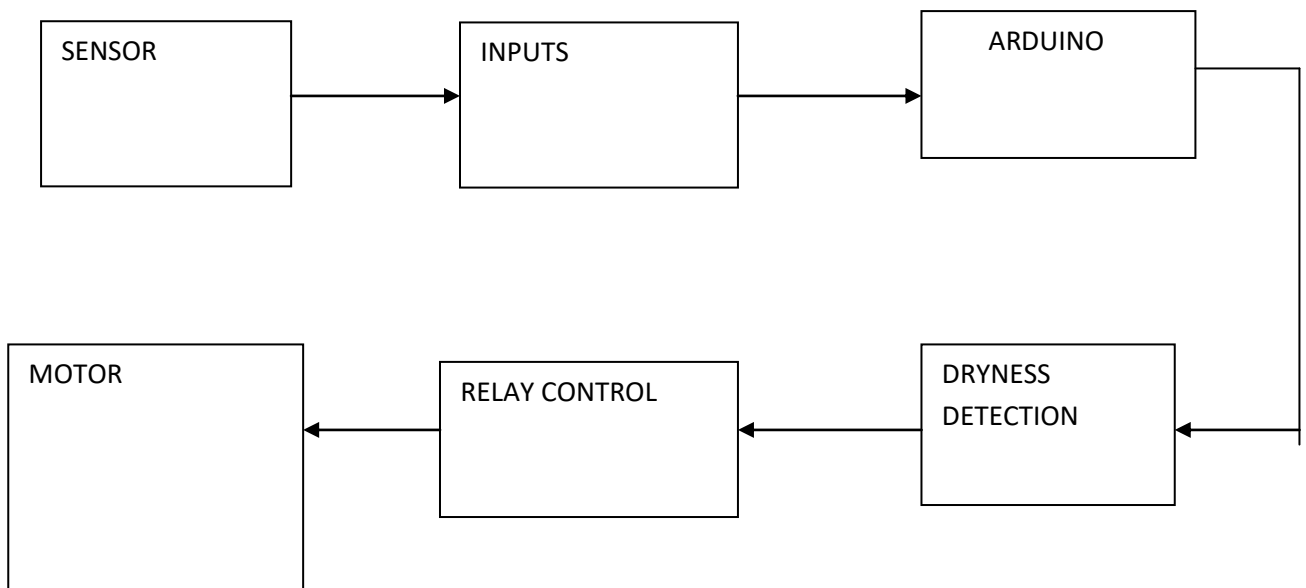 SENSOR
INPUTS
ARDUINO
MOTOR
RELAY CONTROL
DRYNESS
DETECTION